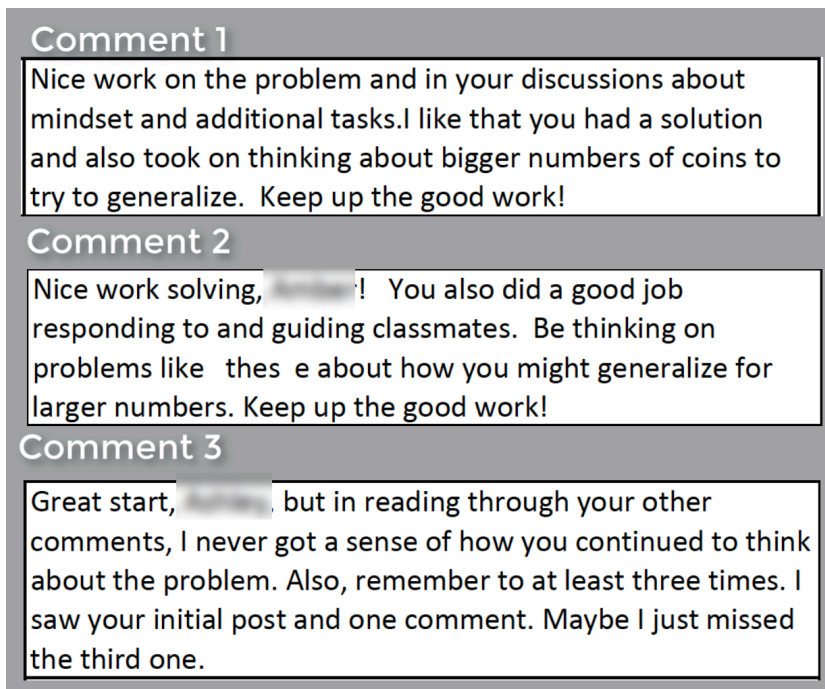 Comment 1
Nice work on the problem and in your discussions about
mindset and additional tasks.I like that you had a solution
and also took on thinking about bigger numbers of coins to
try to generalize.  Keep up the good work!
Comment 2
Nice work solving, !   You also did a good job
responding to and guiding classmates.  Be thinking on
problems like   thes  e about how you might generalize for
larger numbers. Keep up the good work!
Comment 3
Great start, , but in reading through your other
comments, I never got a sense of how you continued to think
about the problem. Also, remember to at least three times. I
saw your initial post and one comment. Maybe I just missed
the third one.